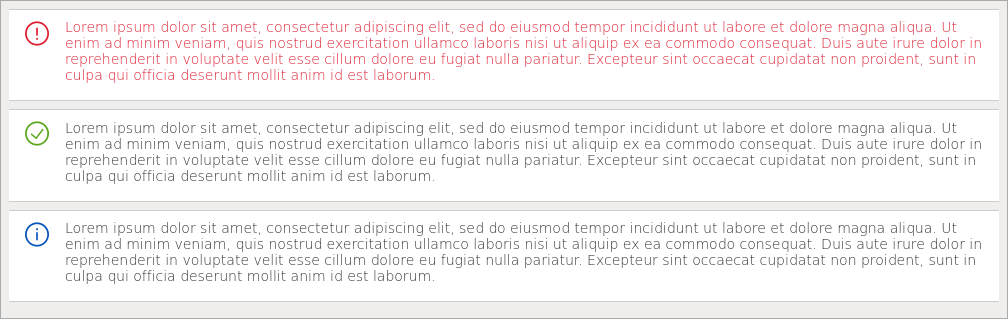 Lorem ipsum dolor sit amet, consectetur adipiscing elit, sed do eiusmod tempor incididunt ut labore et dolore magna aliqua. Ut
enim ad minim veniam, quis nostrud exercitation ullamco laboris nisi ut aliquip ex ea commodo consequat. Duis aute irure dolor in
reprehenderit in voluptate velit esse cillum dolore eu fugiat nulla pariatur. Excepteur sint occaecat cupidatat non proident, sunt in
culpa qui officia deserunt mollit anim id est laborum.
Lorem ipsum dolor sit amet, consectetur adipiscing elit, sed do eiusmod tempor incididunt ut labore et dolore magna aliqua. Ut
enim ad minim veniam, quis nostrud exercitation ullamco laboris nisi ut aliquip ex ea commodo consequat. Duis aute irure dolor in
reprehenderit in voluptate velit esse cillum dolore eu fugiat nulla pariatur. Excepteur sint occaecat cupidatat non proident, sunt in
culpa qui officia deserunt mollit anim id est laborum.
Lorem ipsum dolor sit amet, consectetur adipiscing elit, sed do eiusmod tempor incididunt ut labore et dolore magna aliqua. Ut
enim ad minim veniam, quis nostrud exercitation ullamco laboris nisi ut aliquip ex ea commodo consequat. Duis aute irure dolor in
reprehenderit in voluptate velit esse cillum dolore eu fugiat nulla pariatur. Excepteur sint occaecat cupidatat non proident, sunt in
culpa qui officia deserunt mollit anim id est laborum.